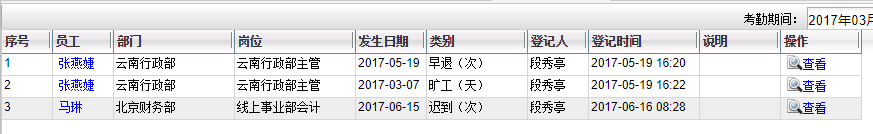 考勤期间： 2017年03月
序号 员工 部门 岗位 发生日期 类别 登记人 登记时间 说明 操作
1 张燕婕 云南行政部 云南行政部主管 2017-05-19 早退（次） 段秀亭 2017-05-19 16:20 查看
2 张燕婕 云南行政部 云南行政部主管 2017-03-07 旷工（天） 段秀亭 2017-05-19 16:22 查看
3 马琳 北京财务部 线上事业部会计 2017-06-15 迟到（次） 段秀亭 2017-06-16 08:28 查看